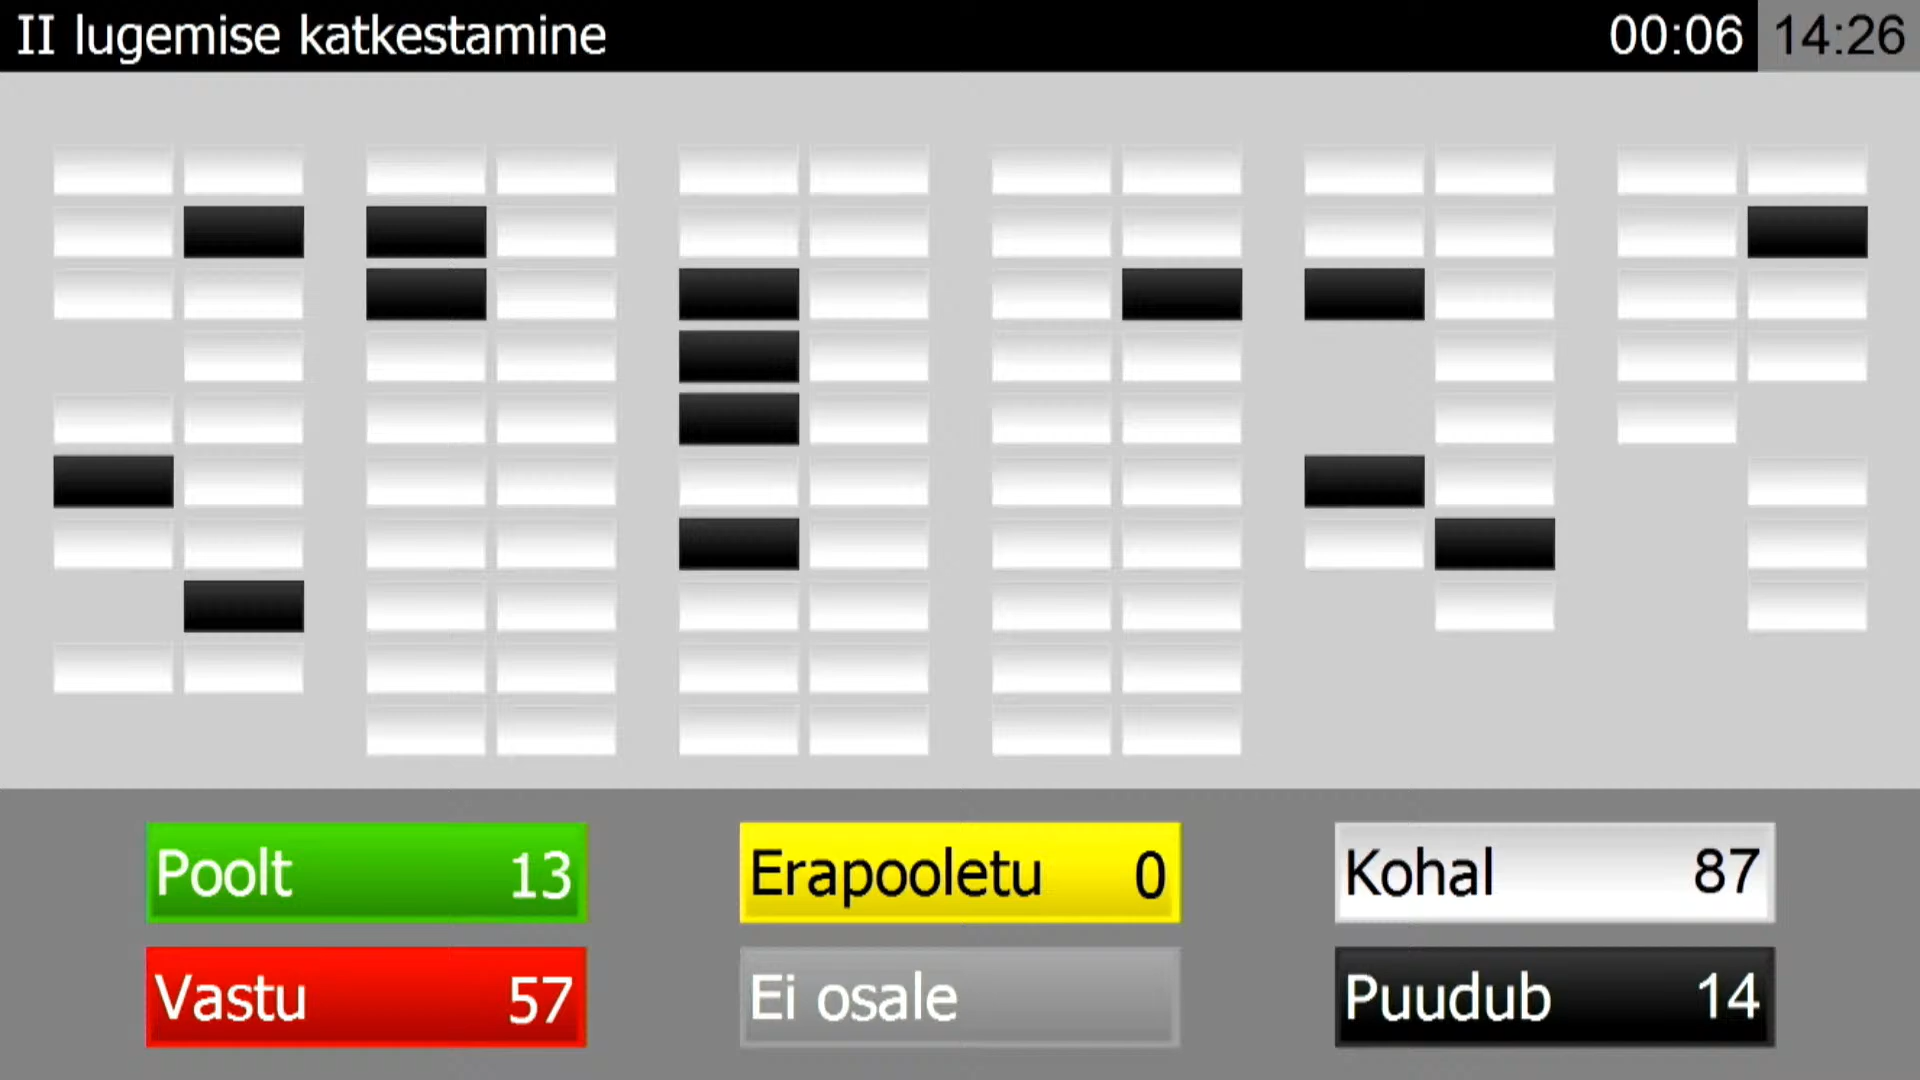 II lugemise katkestamine 00:06 14:26
Poolt 13 Erapooletu 0 Kohal 87
Vastu 57 Ei osale Puudub 14